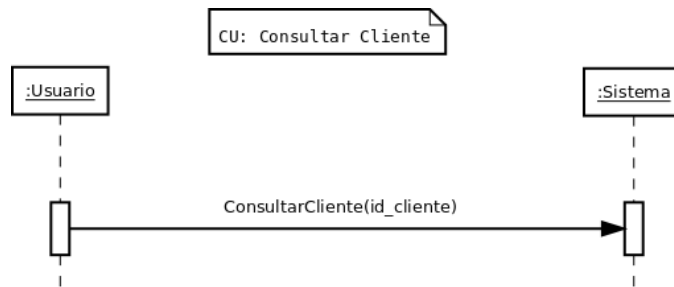 CU: Consultar Cliente
:Usuario
:Sistema
ConsultarCliente(id_cliente)